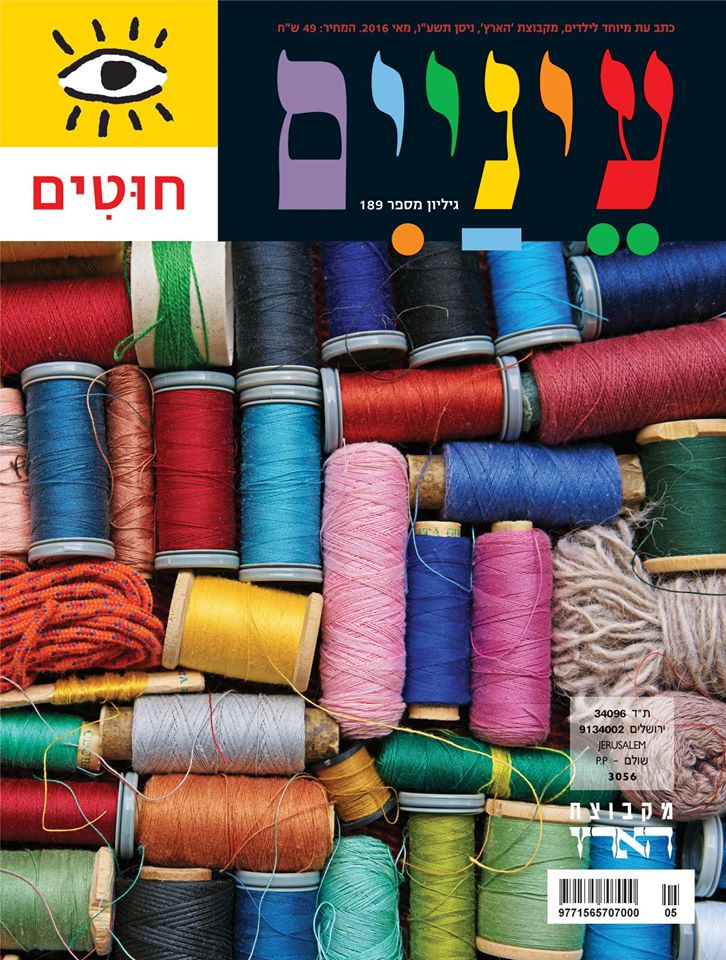 כתב עת מיוחד לילדים, מקבוצת 'הארץ', ניסן תשע"ו, מאי 2016. המחיר: 49 ש"ח
עֵינַיִם
גיליון מספר 189
חוּטִים
ת"ד 34096
ירושלים 9134002
JERUSALEM
שולם - P.P
3056
מקבוצת
הארץ
9771565707000
05